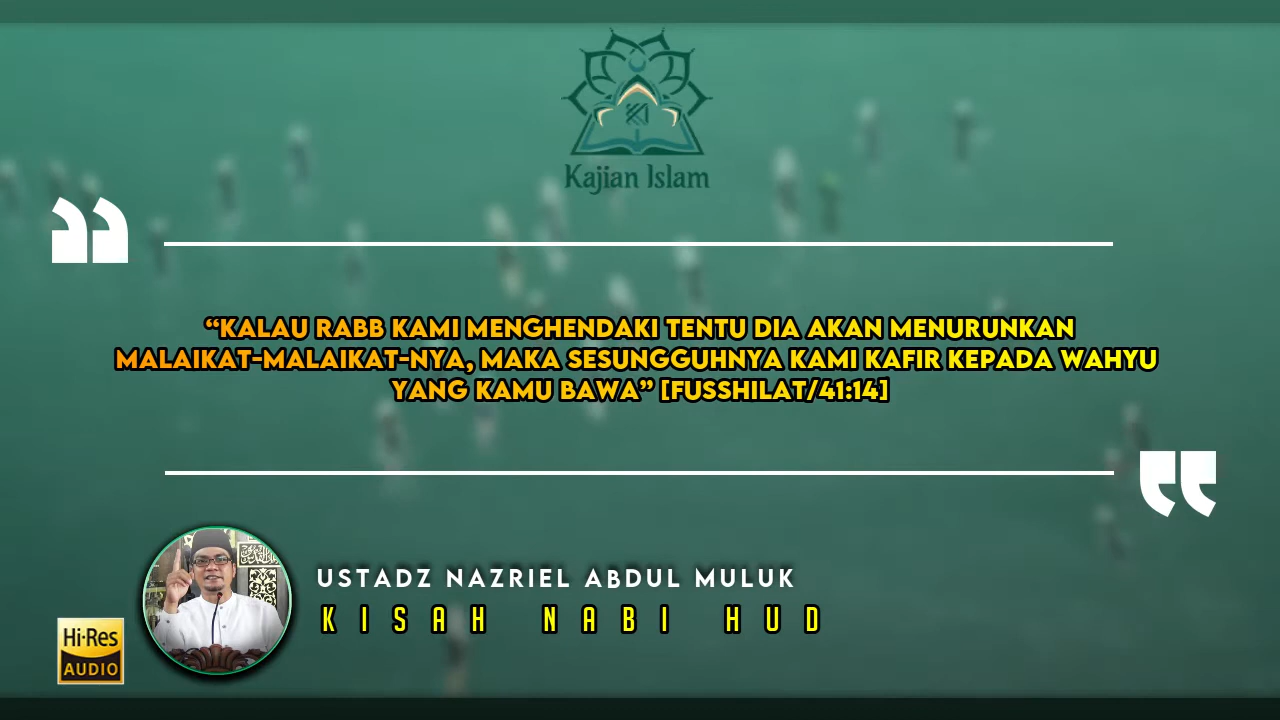 Kajian Islam
“KALAU RABB KAMI MENGHENDAKI TENTU DIA AKAN MENURUNKAN
MALAIKAT-MALAIKAT-NYA, MAKA SESUNGGUHNYA KAMI KAFIR KEPADA WAHYU
YANG KAMU BAWA” [FUSSHILAT/41:14]
USTADZ NAZRIEL ABDUL MULUK
KISAH NABI HUD
Hi-Res
AUDIO